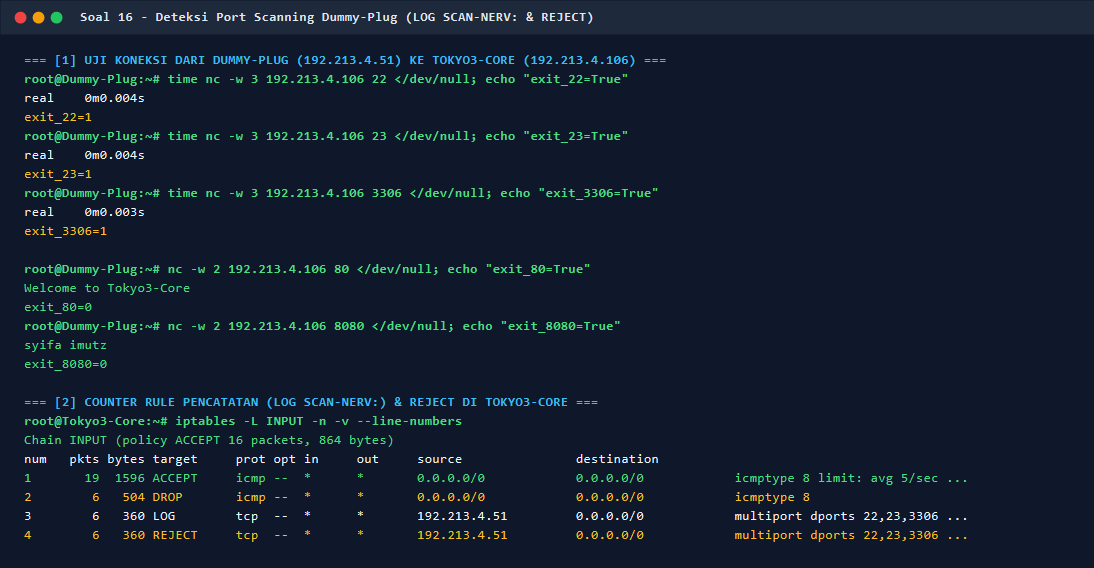 Soal 16 - Deteksi Port Scanning Dummy-Plug (LOG SCAN-NERV: & REJECT)
=== [1] UJI KONEKSI DARI DUMMY-PLUG (192.213.4.51) KE TOKYO3-CORE (192.213.4.106) ===
root@Dummy-Plug:~# time nc -w 3 192.213.4.106 22 </dev/null; echo "exit_22=True"
real    0m0.004s
exit_22=1
root@Dummy-Plug:~# time nc -w 3 192.213.4.106 23 </dev/null; echo "exit_23=True"
real    0m0.004s
exit_23=1
root@Dummy-Plug:~# time nc -w 3 192.213.4.106 3306 </dev/null; echo "exit_3306=True"
real    0m0.003s
exit_3306=1
root@Dummy-Plug:~# nc -w 2 192.213.4.106 80 </dev/null; echo "exit_80=True"
Welcome to Tokyo3-Core
exit_80=0
root@Dummy-Plug:~# nc -w 2 192.213.4.106 8080 </dev/null; echo "exit_8080=True"
syifa imutz
exit_8080=0
=== [2] COUNTER RULE PENCATATAN (LOG SCAN-NERV:) & REJECT DI TOKYO3-CORE ===
root@Tokyo3-Core:~# iptables -L INPUT -n -v --line-numbers
Chain INPUT (policy ACCEPT 16 packets, 864 bytes)
num   pkts bytes target     prot opt in     out     source               destination
1       19  1596 ACCEPT     icmp --  *      *       0.0.0.0/0            0.0.0.0/0            icmptype 8 limit: avg 5/sec ...
2        6   504 DROP       icmp --  *      *       0.0.0.0/0            0.0.0.0/0            icmptype 8
3        6   360 LOG        tcp  --  *      *       192.213.4.51         0.0.0.0/0            multiport dports 22,23,3306 ...
4        6   360 REJECT     tcp  --  *      *       192.213.4.51         0.0.0.0/0            multiport dports 22,23,3306 ...